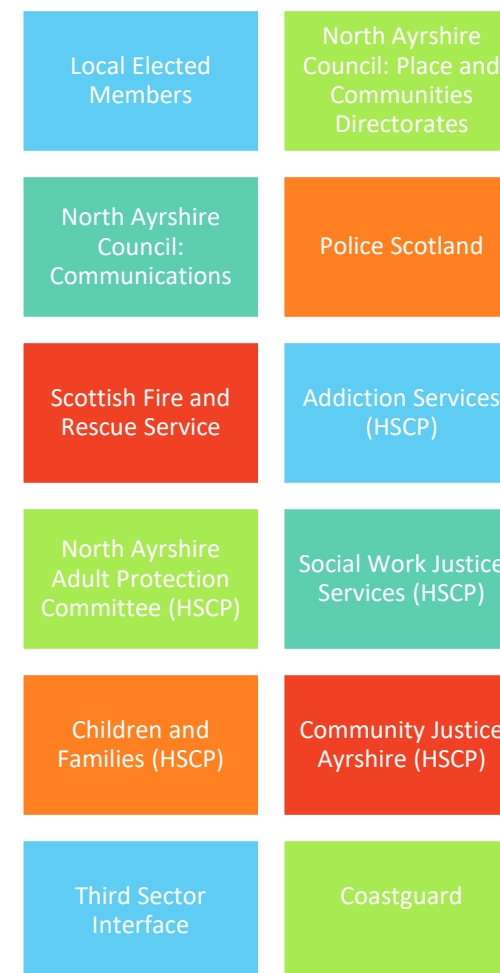 Local Elected
Members
North Ayrshire
Council: Place and
Communities
Directorates
North Ayrshire
Council:
Communications
Police Scotland
Scottish Fire and
Rescue Service
Addiction Services
(HSCP)
North Ayrshire
Adult Protection
Committee (HSCP)
Social Work Justice
Services (HSCP)
Children and
Families (HSCP)
Community Justice
Ayrshire (HSCP)
Third Sector
Interface
Coastguard